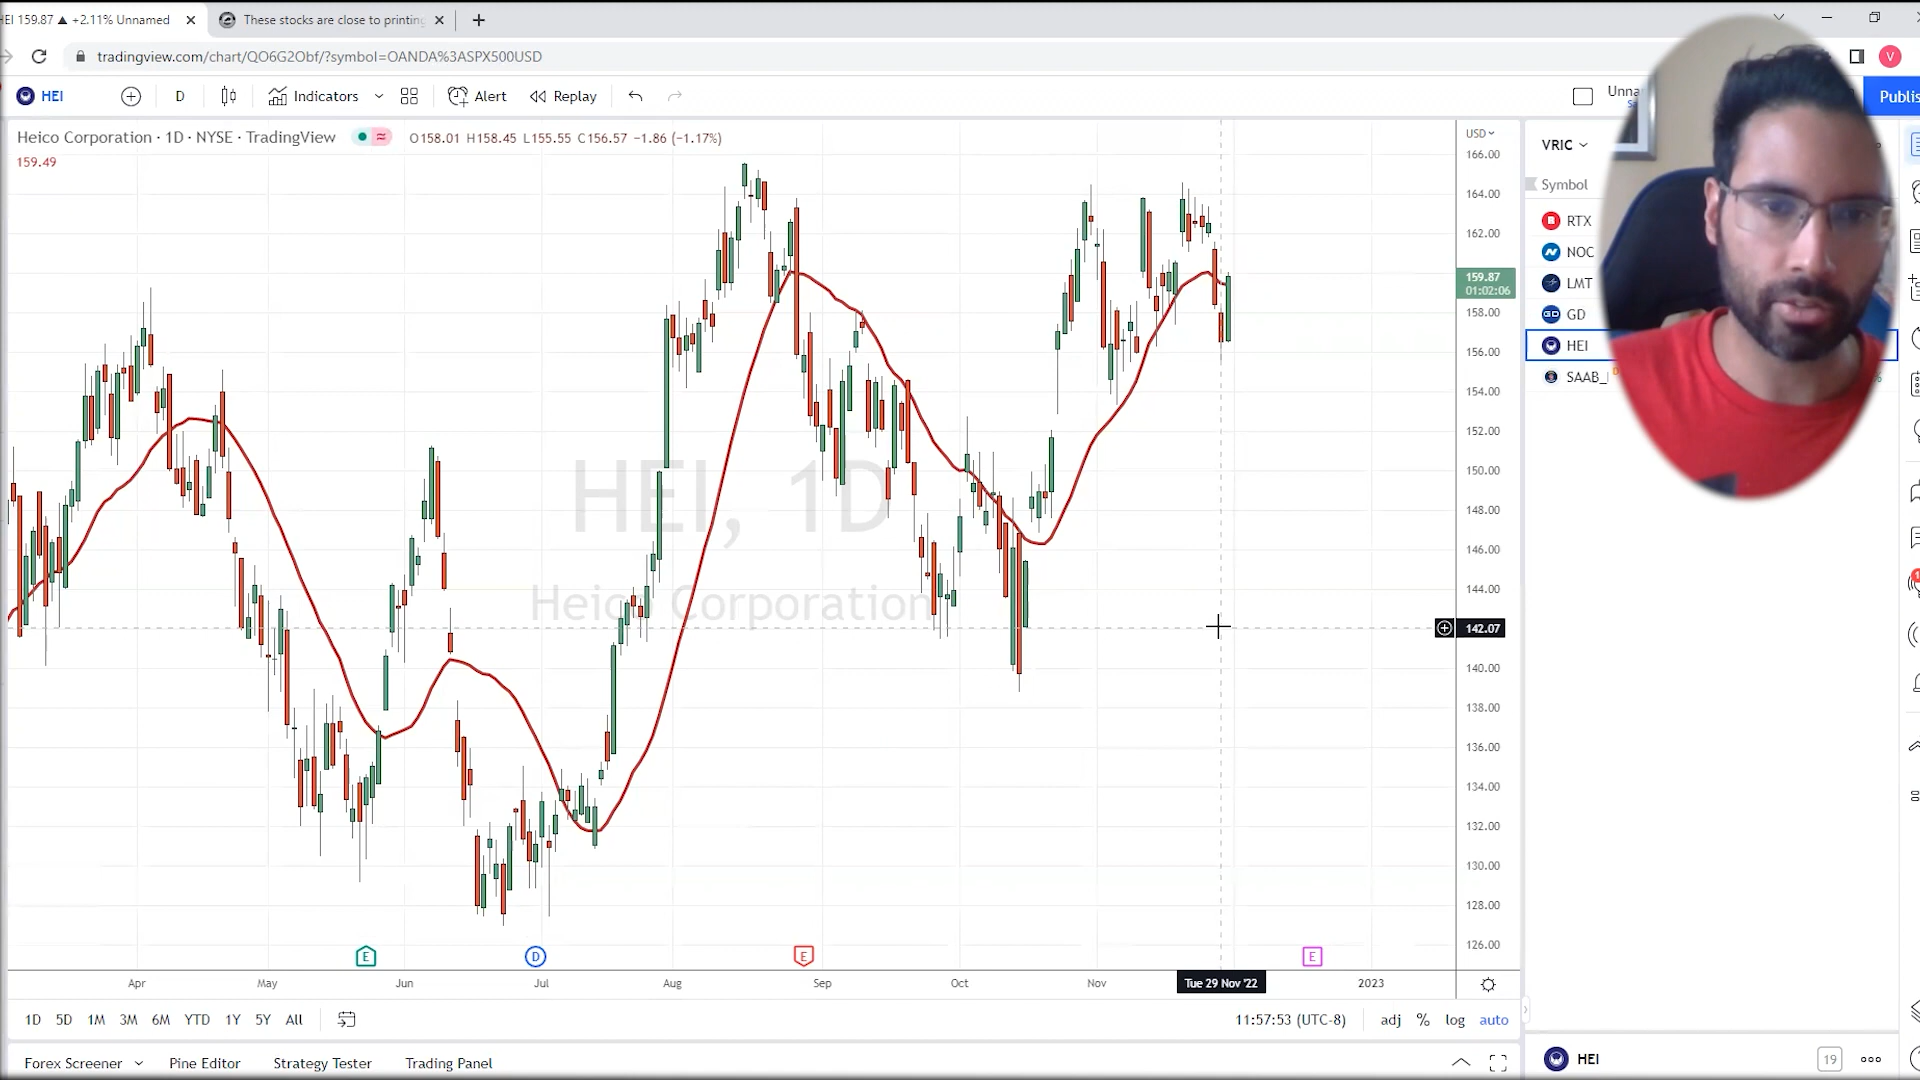 HEI 159.87 ▲ +2.11% Unnamed
These stocks are close to printing
tradingview.com/chart/QO6G2Obf/?symbol=OANDA%3ASPX500USD
V
HEI
D
Indicators
Alert
Replay
Publis
Heico Corporation · 1D · NYSE · TradingView
O158.01 H158.45 L155.55 C156.57 −1.86 (−1.17%)
159.49
USD
166.00
164.00
162.00
159.87
01:02:06
158.00
156.00
154.00
152.00
150.00
148.00
146.00
144.00
142.07
140.00
138.00
136.00
134.00
132.00
130.00
128.00
126.00
HEI, 1D
Heico Corporation
E
D
E
E
Apr
May
Jun
Jul
Aug
Sep
Oct
Nov
Tue 29 Nov '22
2023
1D 5D 1M 3M 6M YTD 1Y 5Y All
11:57:53 (UTC-8)
adj % log auto
Forex Screener
Pine Editor
Strategy Tester
Trading Panel
VRIC
Symbol
RTX
NOC
LMT
GD
HEI
SAAB_
HEI
19